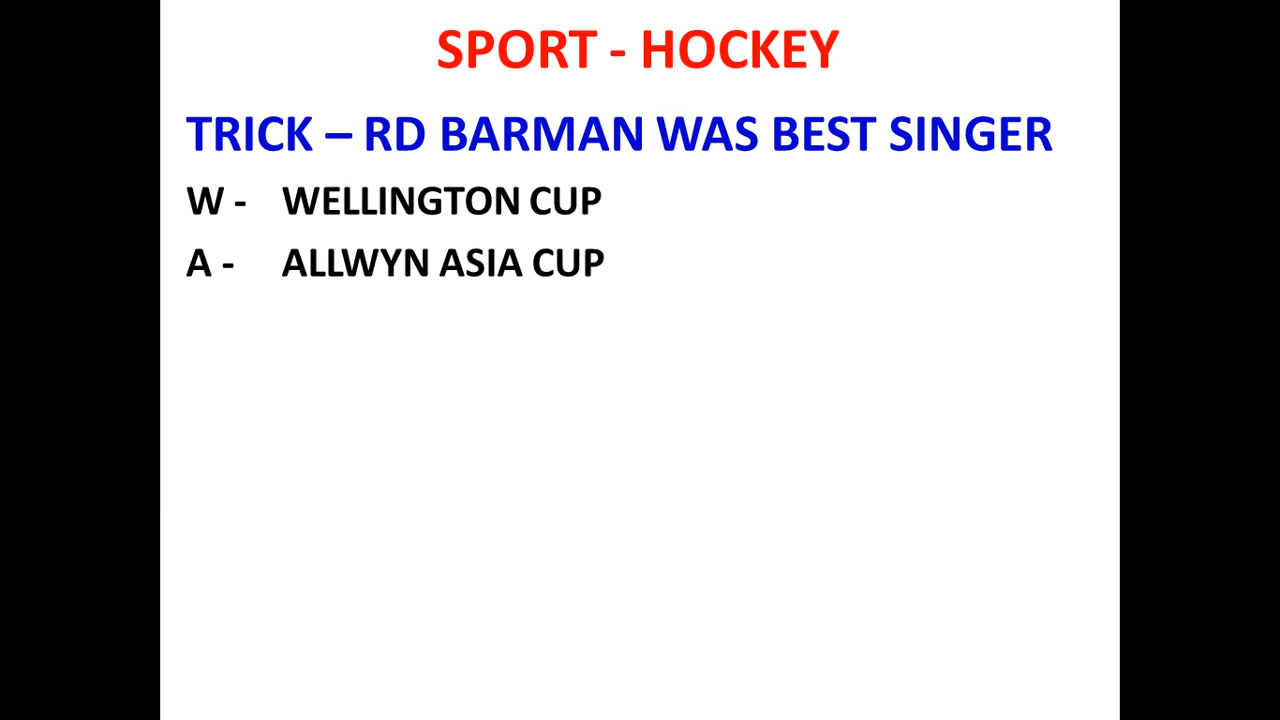 SPORT - HOCKEY
TRICK – RD BARMAN WAS BEST SINGER
W - WELLINGTON CUP
A - ALLWYN ASIA CUP